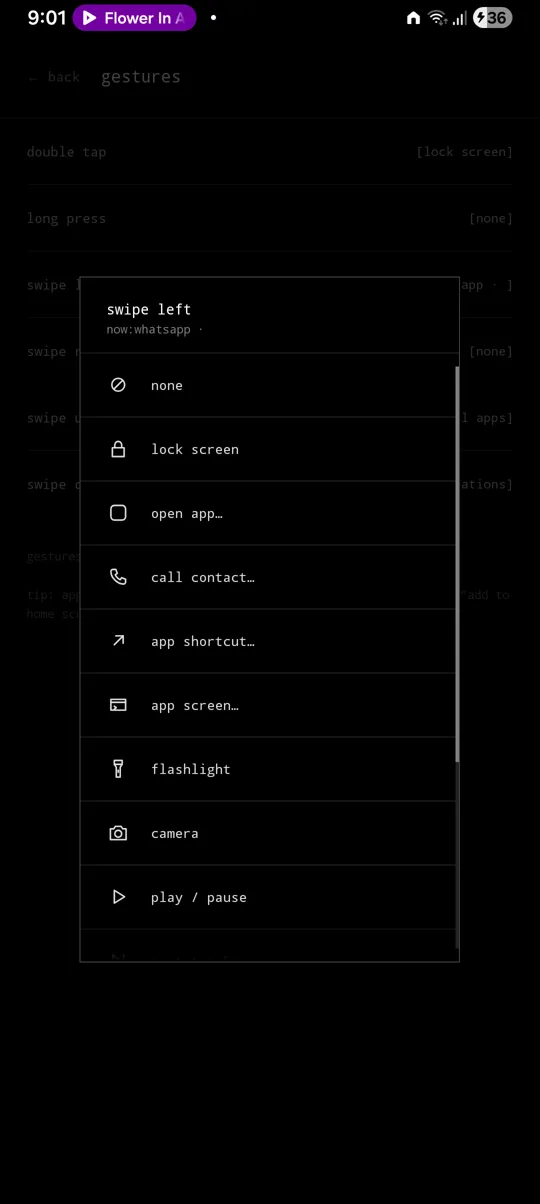 9:01 Flower In A 36
← back gestures
double tap [lock screen]
long press [none]
swipe l app · ]
swipe left
now:whatsapp ·
swipe r [none]
none
swipe u l apps]
lock screen
swipe d ations]
open app…
gestures
call contact…
tip: app "add to
home scr
app shortcut…
app screen…
flashlight
camera
play / pause